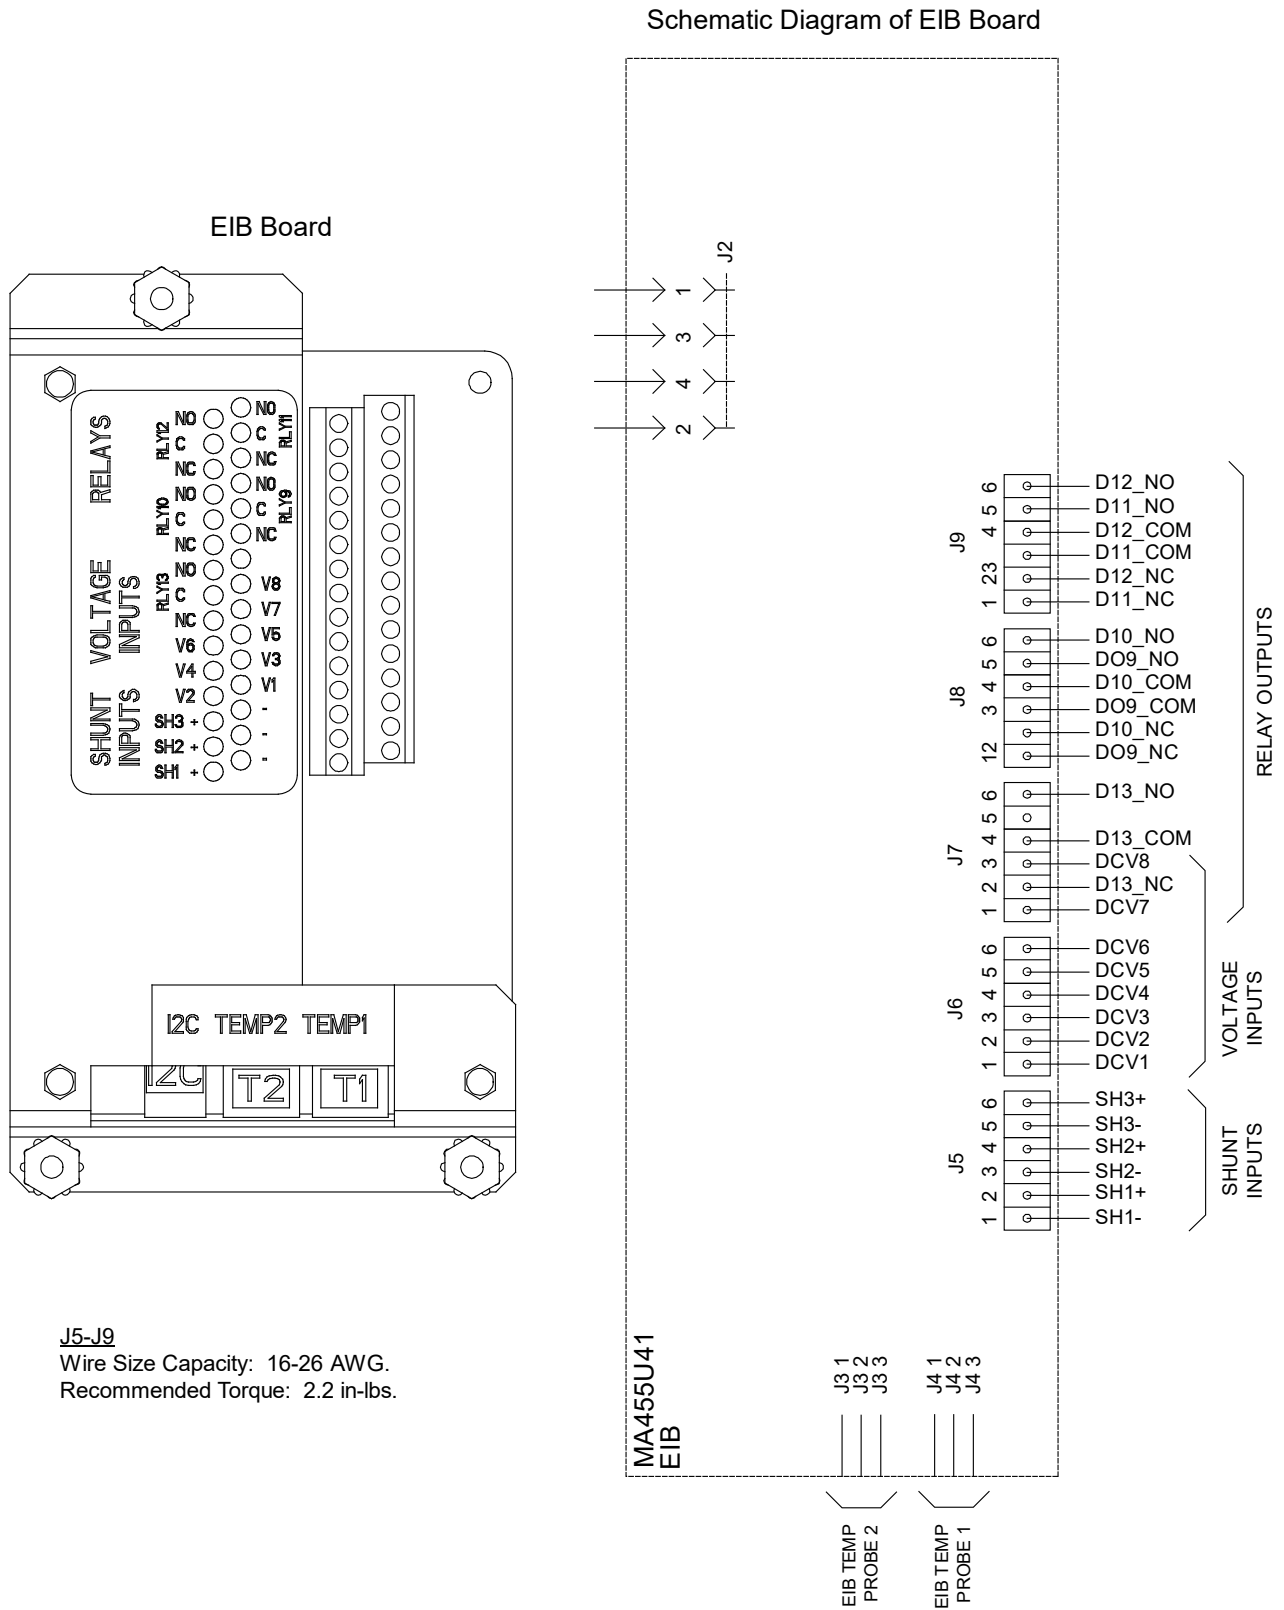 Schematic Diagram of EIB Board
EIB Board
RELAYS
VOLTAGE
INPUTS
SHUNT
INPUTS
RLY12
NO
C
NC
RLY10
NO
C
NC
RLY13
NO
C
NC
V6
V4
V2
SH3 +
SH2 +
SH1 +
NO
C
NC
RLY11
NO
C
NC
RLY9
V8
V7
V5
V3
V1
-
-
-
I2C TEMP2 TEMP1
I2C
T2
T1
J5-J9
Wire Size Capacity: 16-26 AWG.
Recommended Torque: 2.2 in-lbs.
J2
1
3
4
2
J9
6 D12_NO
5 D11_NO
4 D12_COM
D11_COM
23 D12_NC
1 D11_NC
J8
6 D10_NO
5 DO9_NO
4 D10_COM
3 DO9_COM
D10_NC
12 DO9_NC
J7
6 D13_NO
5
4 D13_COM
3 DCV8
2 D13_NC
1 DCV7
RELAY OUTPUTS
J6
6 DCV6
5 DCV5
4 DCV4
3 DCV3
2 DCV2
1 DCV1
VOLTAGE
INPUTS
J5
6 SH3+
5 SH3-
4 SH2+
3 SH2-
2 SH1+
1 SH1-
SHUNT
INPUTS
MA455U41
EIB
J3 1
J3 2
J3 3
J4 1
J4 2
J4 3
EIB TEMP
PROBE 2
EIB TEMP
PROBE 1